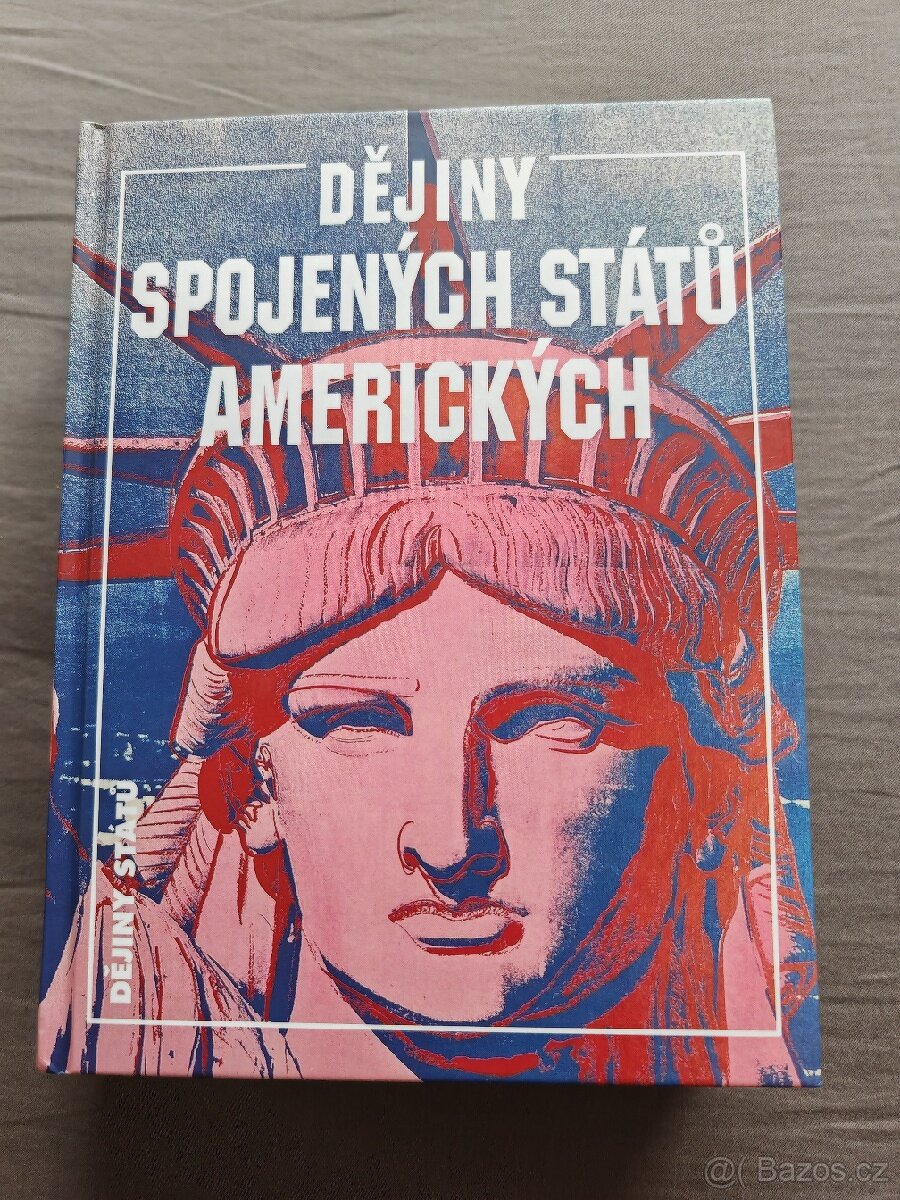 DĚJINY
SPOJENÝCH STÁTŮ
AMERICKÝCH
DĚJINY STÁTŮ
@( Bazos.cz